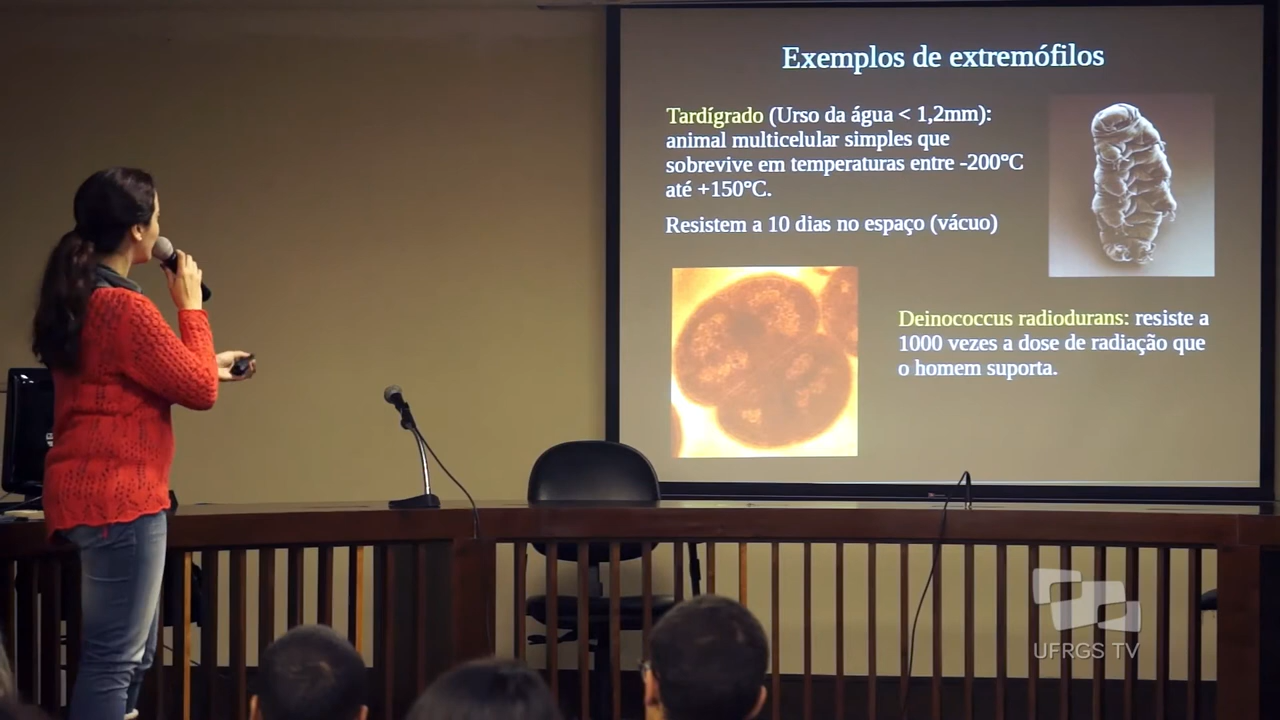 Exemplos de extremófilos
Tardígrado (Urso da água < 1,2mm):
animal multicelular simples que
sobrevive em temperaturas entre -200°C
até +150°C.
Resistem a 10 dias no espaço (vácuo)
Deinococcus radiodurans: resiste a
1000 vezes a dose de radiação que
o homem suporta.
UFRGS TV